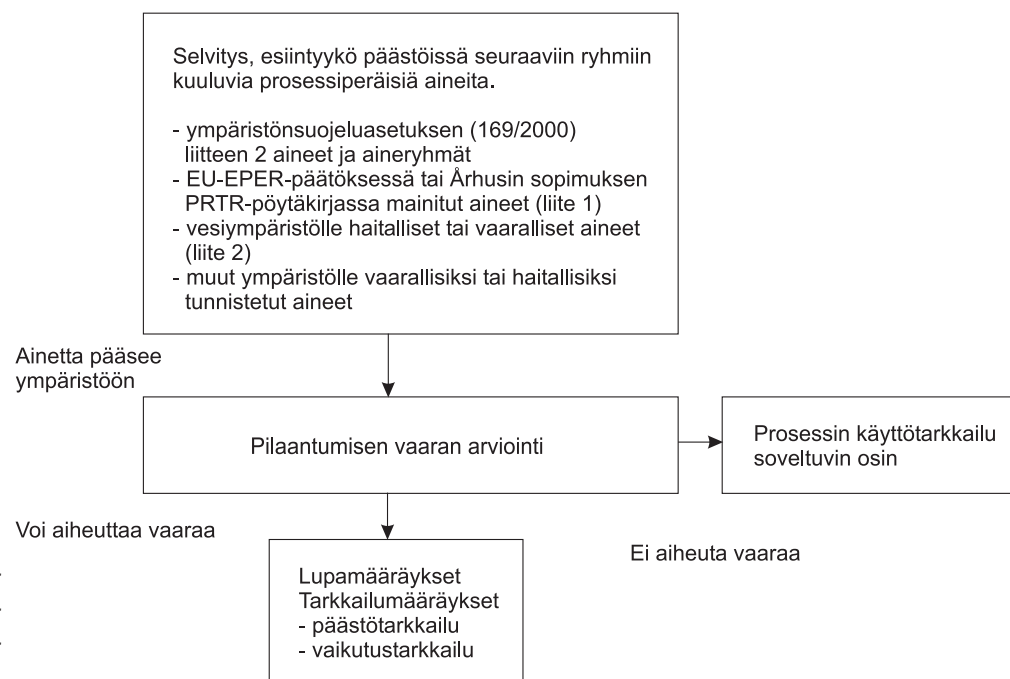 Selvitys, esiintyykö päästöissä seuraaviin ryhmiin
kuuluvia prosessiperäisiä aineita.
- ympäristönsuojeluasetuksen (169/2000)
liitteen 2 aineet ja aineryhmät
- EU-EPER-päätöksessä tai Århusin sopimuksen
PRTR-pöytäkirjassa mainitut aineet (liite 1)
- vesiympäristölle haitalliset tai vaaralliset aineet
(liite 2)
- muut ympäristölle vaarallisiksi tai haitallisiksi
tunnistetut aineet
Ainetta pääsee
ympäristöön
Pilaantumisen vaaran arviointi
Prosessin käyttötarkkailu
soveltuvin osin
Voi aiheuttaa vaaraa
Ei aiheuta vaaraa
Lupamääräykset
Tarkkailumääräykset
- päästötarkkailu
- vaikutustarkkailu